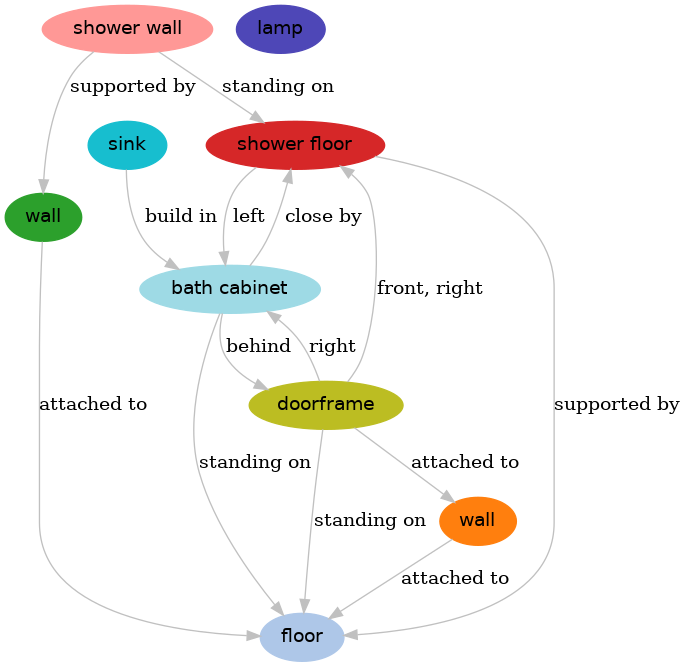 shower wall
lamp
supported by
standing on
sink
shower floor
wall
build in
left
close by
bath cabinet
front, right
behind
right
attached to
doorframe
supported by
standing on
attached to
standing on
wall
attached to
floor